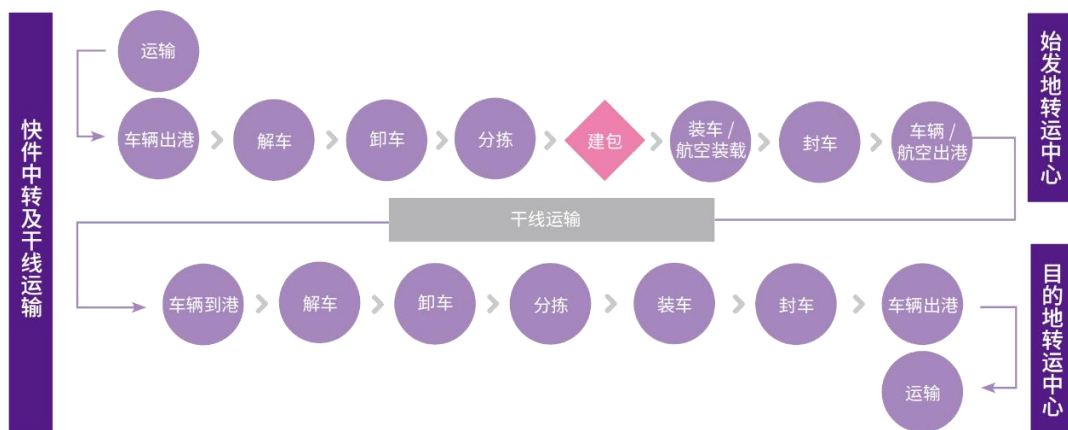 快件中转及干线运输
运输
车辆出港
解车
卸车
分拣
建包
装车 /
航空装载
封车
车辆 /
航空出港
始发地转运中心
干线运输
车辆到港
解车
卸车
分拣
装车
封车
车辆出港
运输
目的地转运中心